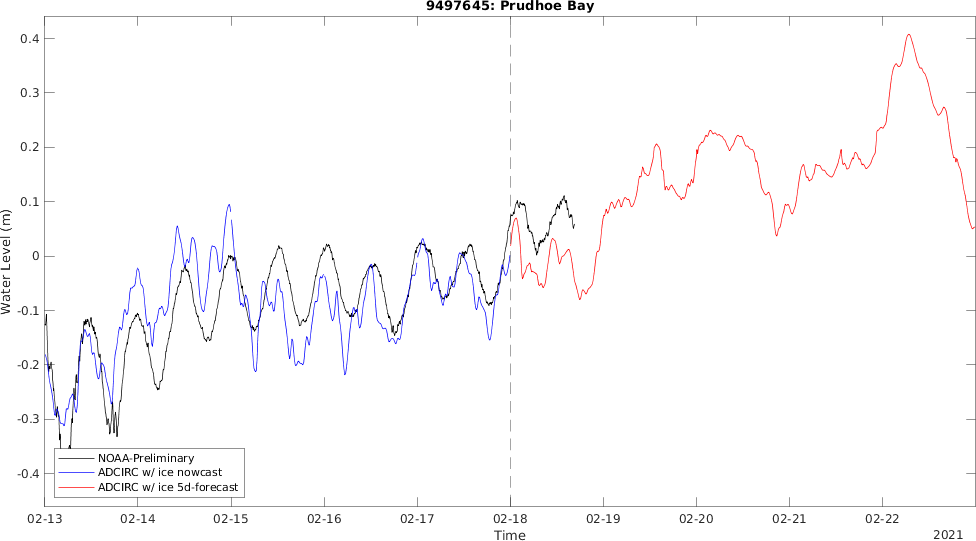 9497645: Prudhoe Bay
Water Level (m)
0.4
0.3
0.2
0.1
0
-0.1
-0.2
-0.3
-0.4
NOAA-Preliminary
ADCIRC w/ ice nowcast
ADCIRC w/ ice 5d-forecast
02-13 02-14 02-15 02-16 02-17 02-18 02-19 02-20 02-21 02-22
Time
2021